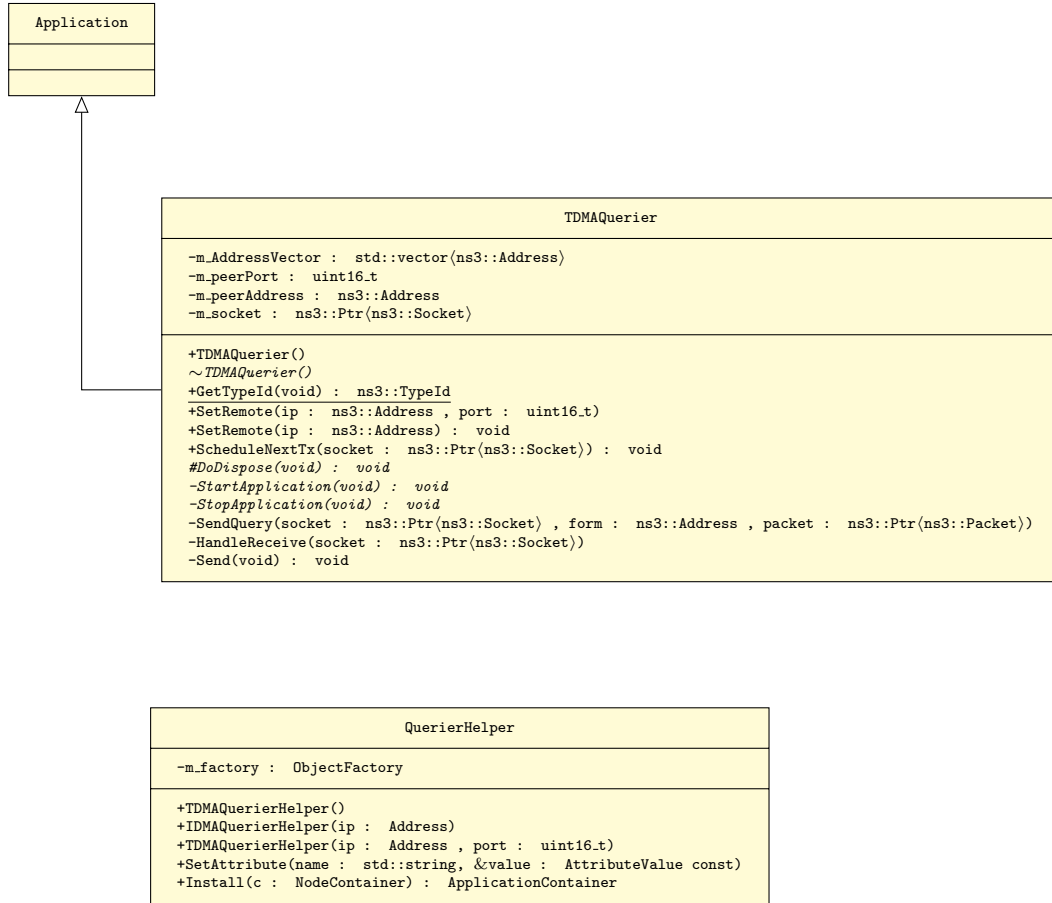 Application
TDMAQuerier
-m_AddressVector : std::vector⟨ns3::Address⟩
-m_peerPort : uint16_t
-m_peerAddress : ns3::Address
-m_socket : ns3::Ptr⟨ns3::Socket⟩
+TDMAQuerier()
∼TDMAQuerier()
+GetTypeId(void) : ns3::TypeId
+SetRemote(ip : ns3::Address , port : uint16_t)
+SetRemote(ip : ns3::Address) : void
+ScheduleNextTx(socket : ns3::Ptr⟨ns3::Socket⟩) : void
#DoDispose(void) : void
-StartApplication(void) : void
-StopApplication(void) : void
-SendQuery(socket : ns3::Ptr⟨ns3::Socket⟩ , form : ns3::Address , packet : ns3::Ptr⟨ns3::Packet⟩)
-HandleReceive(socket : ns3::Ptr⟨ns3::Socket⟩)
-Send(void) : void
QuerierHelper
-m_factory : ObjectFactory
+TDMAQuerierHelper()
+IDMAQuerierHelper(ip : Address)
+TDMAQuerierHelper(ip : Address , port : uint16_t)
+SetAttribute(name : std::string, &value : AttributeValue const)
+Install(c : NodeContainer) : ApplicationContainer